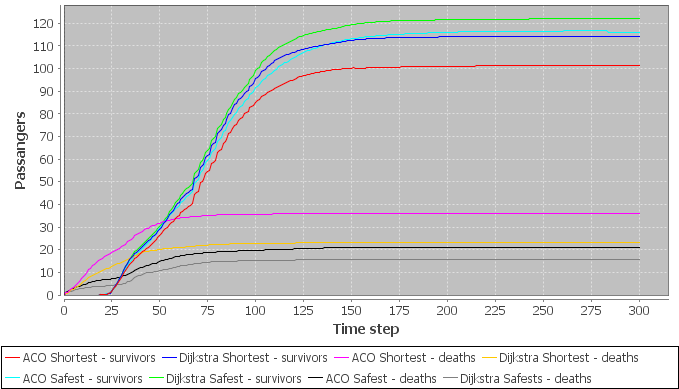 120
110
100
90
80
70
60
50
40
30
20
10
0
Passangers
0 25 50 75 100 125 150 175 200 225 250 275 300
Time step
ACO Shortest - survivors Dijkstra Shortest - survivors ACO Shortest - deaths Dijkstra Shortest - deaths
ACO Safest - survivors Dijkstra Safest - survivors ACO Safest - deaths Dijkstra Safests - deaths